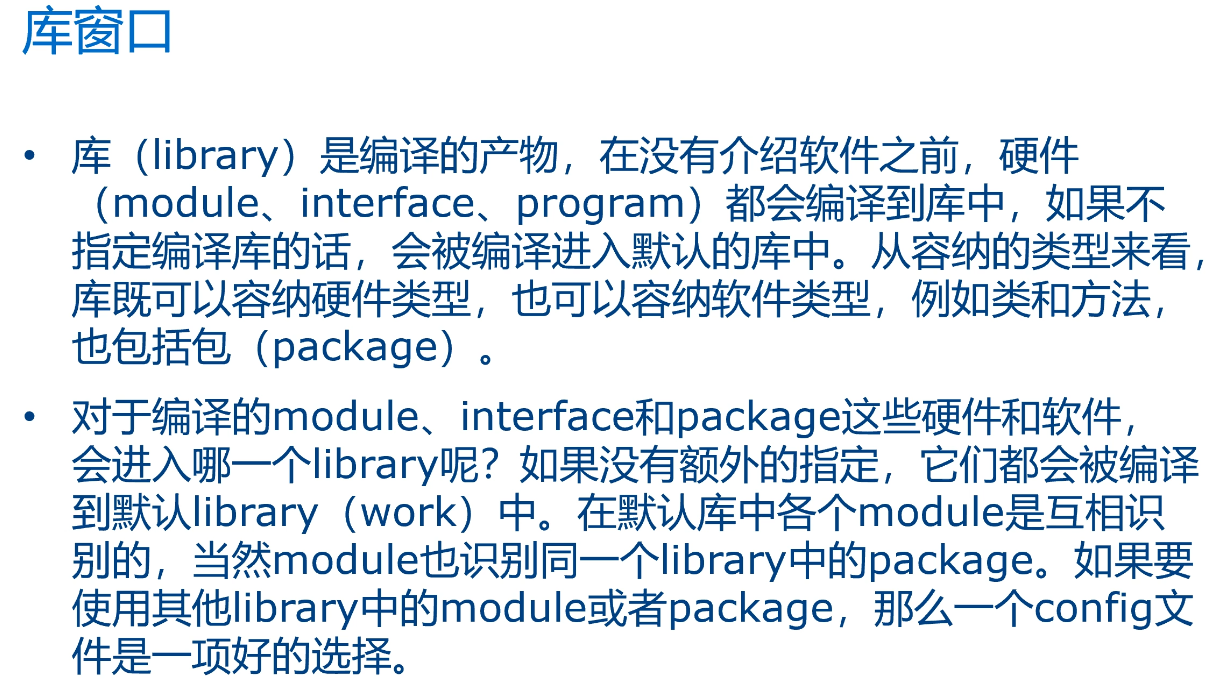 库窗口
• 库（library）是编译的产物，在没有介绍软件之前，硬件
（module、interface、program）都会编译到库中，如果不
指定编译库的话，会被编译进入默认的库中。从容纳的类型来看，
库既可以容纳硬件类型，也可以容纳软件类型，例如类和方法，
也包括包（package）。
• 对于编译的module、interface和package这些硬件和软件，
会进入哪一个library呢？如果没有额外的指定，它们都会被编译
到默认library（work）中。在默认库中各个module是互相识
别的，当然module也识别同一个library中的package。如果要
使用其他library中的module或者package，那么一个config文
件是一项好的选择。